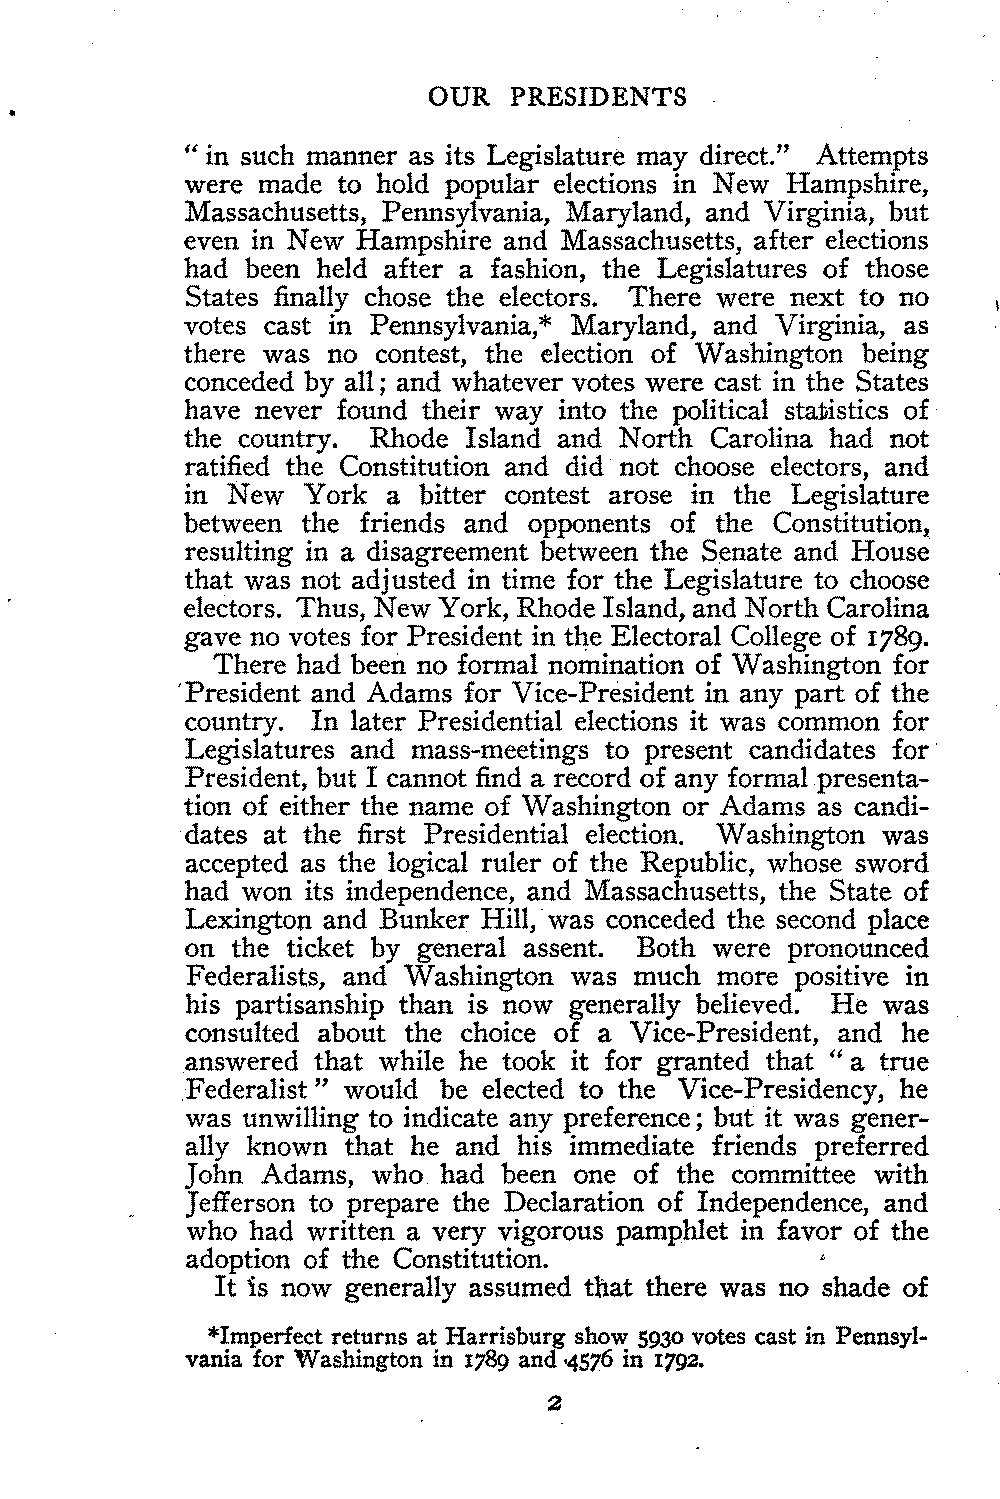 OUR PRESIDENTS
“ in such manner as its Legislature may direct.” Attempts
were made to hold popular elections in New Hampshire,
Massachusetts, Pennsylvania, Maryland, and Virginia, but
even in New Hampshire and Massachusetts, after elections
had been held after a fashion, the Legislatures of those
States finally chose the electors. There were next to no
votes cast in Pennsylvania,* Maryland, and Virginia, as
there was no contest, the election of Washington being
conceded by all; and whatever votes were cast in the States
have never found their way into the political statistics of
the country. Rhode Island and North Carolina had not
ratified the Constitution and did not choose electors, and
in New York a bitter contest arose in the Legislature
between the friends and opponents of the Constitution,
resulting in a disagreement between the Senate and House
that was not adjusted in time for the Legislature to choose
electors. Thus, New York, Rhode Island, and North Carolina
gave no votes for President in the Electoral College of 1789.
There had been no formal nomination of Washington for
President and Adams for Vice-President in any part of the
country. In later Presidential elections it was common for
Legislatures and mass-meetings to present candidates for
President, but I cannot find a record of any formal presenta-
tion of either the name of Washington or Adams as candi-
dates at the first Presidential election. Washington was
accepted as the logical ruler of the Republic, whose sword
had won its independence, and Massachusetts, the State of
Lexington and Bunker Hill, was conceded the second place
on the ticket by general assent. Both were pronounced
Federalists, and Washington was much more positive in
his partisanship than is now generally believed. He was
consulted about the choice of a Vice-President, and he
answered that while he took it for granted that “ a true
Federalist ” would be elected to the Vice-Presidency, he
was unwilling to indicate any preference; but it was gener-
ally known that he and his immediate friends preferred
John Adams, who had been one of the committee with
Jefferson to prepare the Declaration of Independence, and
who had written a very vigorous pamphlet in favor of the
adoption of the Constitution.
It is now generally assumed that there was no shade of
*Imperfect returns at Harrisburg show 5930 votes cast in Pennsyl-
vania for Washington in 1789 and 4576 in 1792.
2